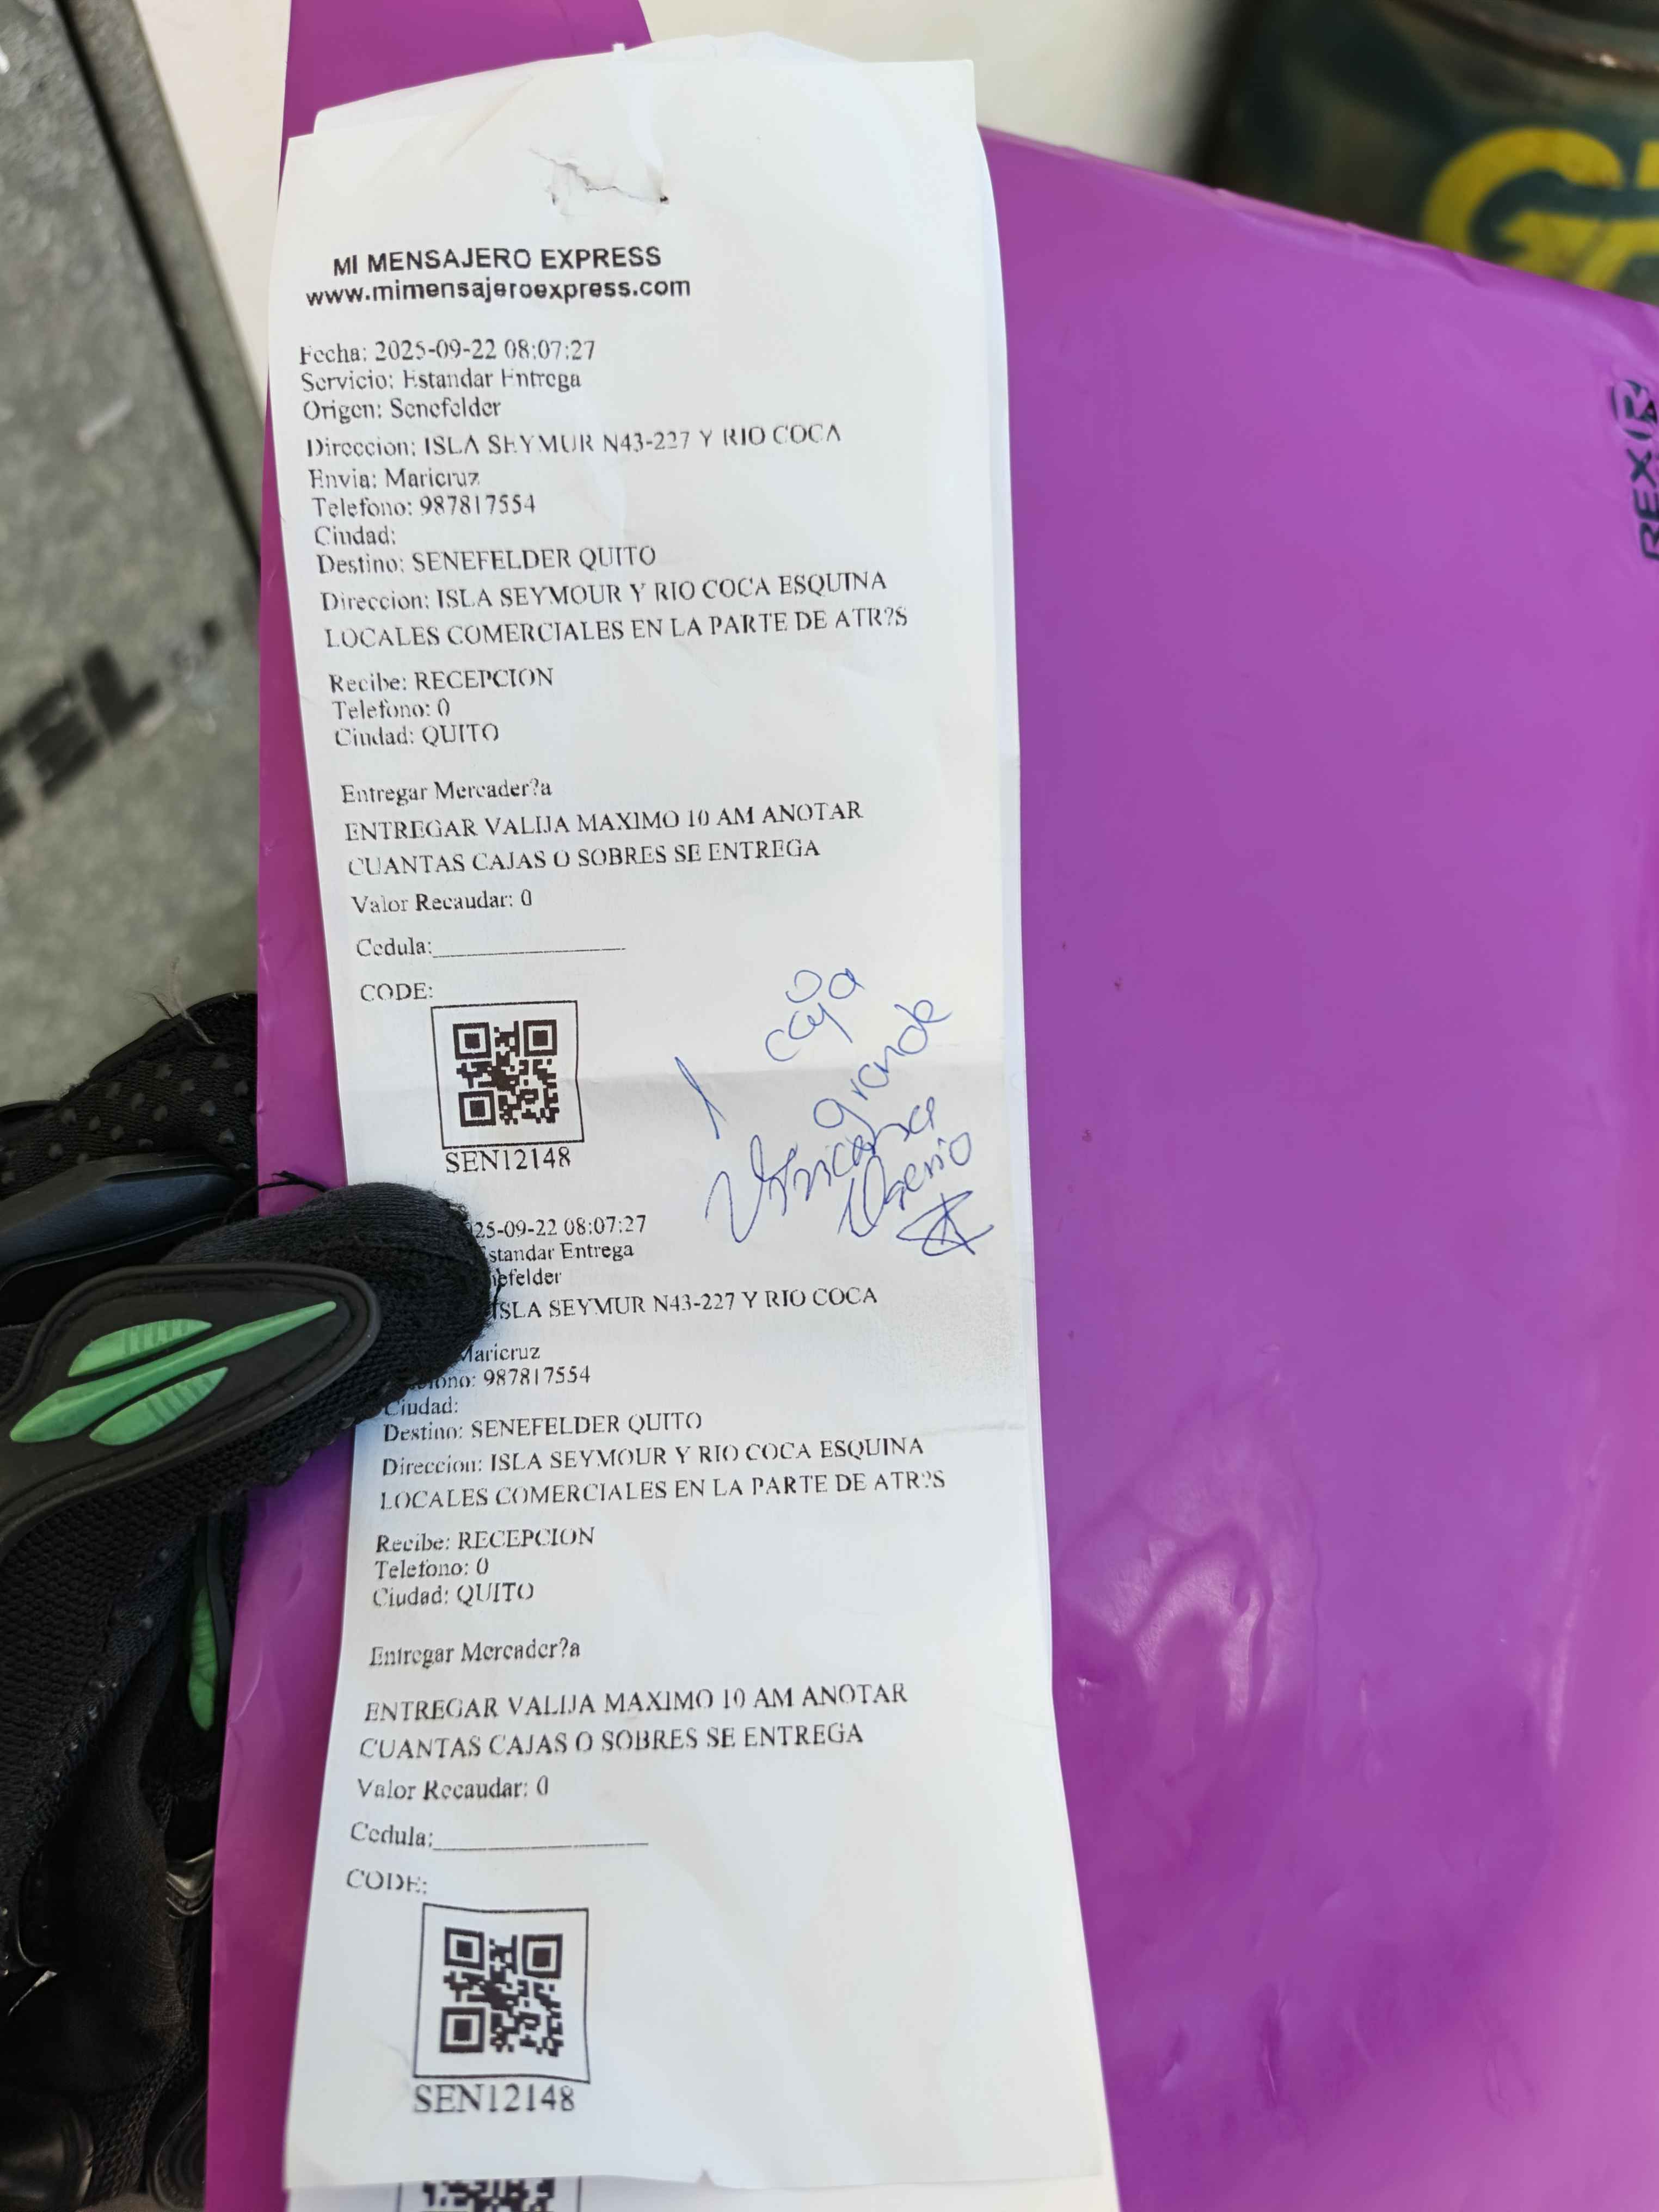 MI MENSAJERO EXPRESS
www.mimensajeroexpress.com
Fecha: 2025-09-22 08:07:27
Servicio: Estandar Entrega
Origen: Senefelder
Direccion: ISLA SEYMUR N43-227 Y RIO COCA
Envia: Maricruz
Telefono: 987817554
Ciudad:
Destino: SENEFELDER QUITO
Direccion: ISLA SEYMOUR Y RIO COCA ESQUINA
LOCALES COMERCIALES EN LA PARTE DE ATR?S
Recibe: RECEPCION
Telefono: 0
Ciudad: QUITO
Entregar Mercader?a
ENTREGAR VALIJA MAXIMO 10 AM ANOTAR
CUANTAS CAJAS O SOBRES SE ENTREGA
Valor Recaudar: 0
Cedula:
CODE:
SEN12148
1 caja
grande
25-09-22 08:07:27
standar Entrega
efelder
ISLA SEYMUR N43-227 Y RIO COCA
Maricruz
ono: 987817554
Ciudad:
Destino: SENEFELDER QUITO
Direccion: ISLA SEYMOUR Y RIO COCA ESQUINA
LOCALES COMERCIALES EN LA PARTE DE ATR?S
Recibe: RECEPCION
Telefono: 0
Ciudad: QUITO
Entregar Mercader?a
ENTREGAR VALIJA MAXIMO 10 AM ANOTAR
CUANTAS CAJAS O SOBRES SE ENTREGA
Valor Recaudar: 0
Cedula:
CODE:
SEN12148
REXIR